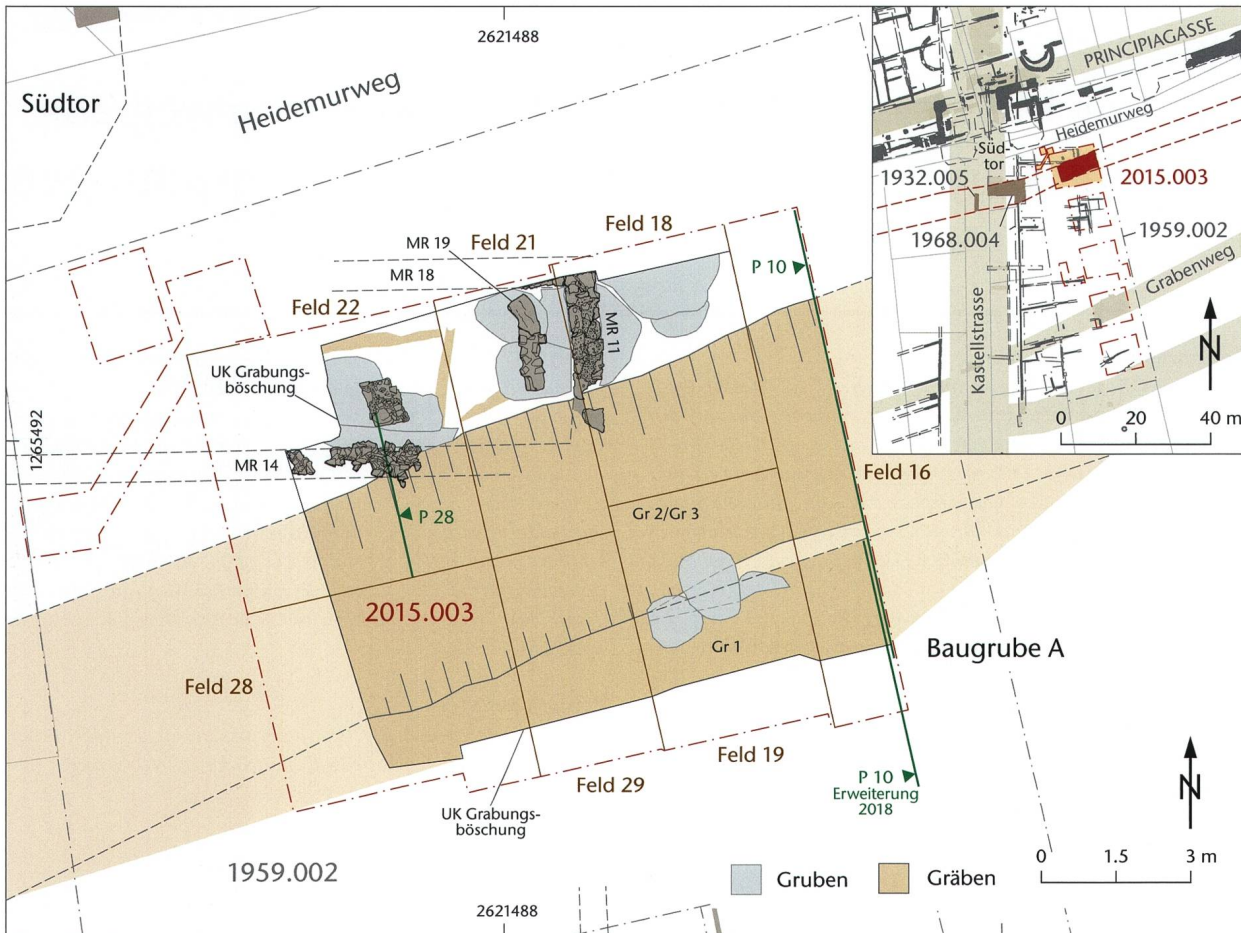 2621488
Südtor
Heidemurweg
Feld 18
MR 19
Feld 21
MR 18
P 10
Feld 22
MR 11
UK Grabungs-
böschung
1265492
MR 14
Feld 16
P 28
Gr 2/Gr 3
2015.003
Gr 1
Baugrube A
Feld 28
Feld 19
Feld 29
P 10
Erweiterung
2018
UK Grabungs-
böschung
1959.002
Gruben
Gräben
0 1.5 3 m
N
2621488
PRINCIPIAGASSE
Heidemurweg
Süd-
tor
1932.005
2015.003
1968.004
1959.002
Grabenweg
Kastellstrasse
N
0 20 40 m